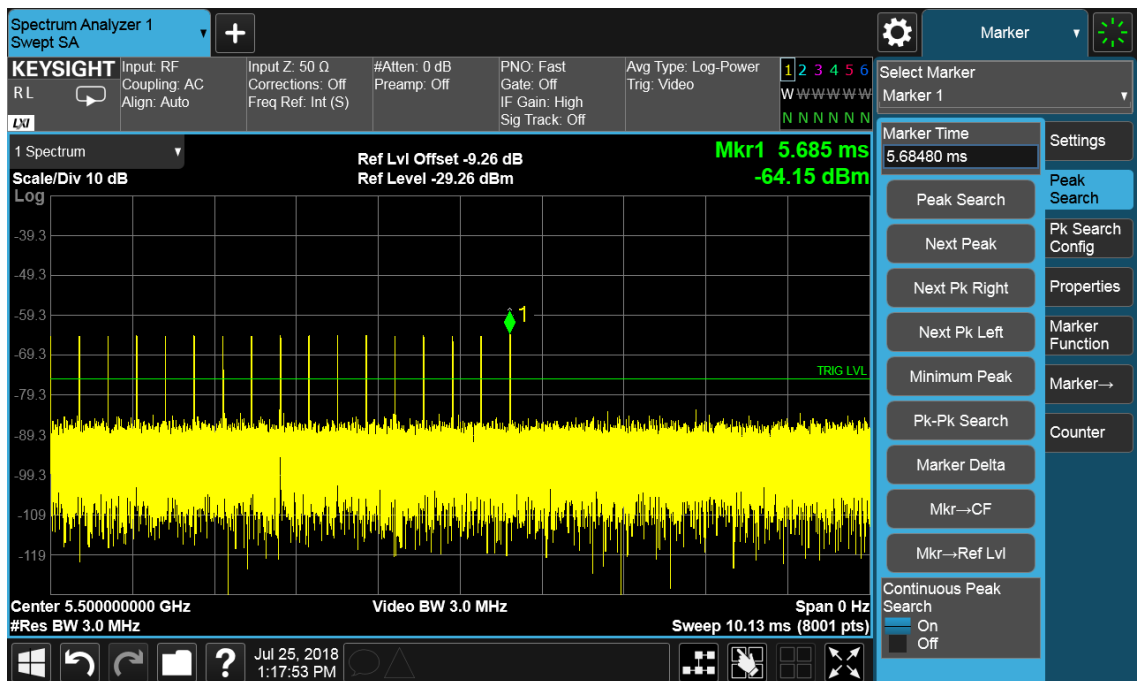 Spectrum Analyzer 1
Swept SA
+
Marker
KEYSIGHT
RL
LXI
Input: RF
Coupling: AC
Align: Auto
Input Z: 50 Ω
Corrections: Off
Freq Ref: Int (S)
#Atten: 0 dB
Preamp: Off
PNO: Fast
Gate: Off
IF Gain: High
Sig Track: Off
Avg Type: Log-Power
Trig: Video
1 2 3 4 5 6
W W W W W W
N N N N N N
Select Marker
Marker 1
1 Spectrum
Scale/Div 10 dB
Log
Ref Lvl Offset -9.26 dB
Ref Level -29.26 dBm
Mkr1 5.685 ms
-64.15 dBm
-39.3
-49.3
-59.3
-69.3
-79.3
-89.3
-99.3
-109
-119
1
TRIG LVL
Center 5.500000000 GHz
#Res BW 3.0 MHz
Video BW 3.0 MHz
Span 0 Hz
Sweep 10.13 ms (8001 pts)
Marker Time
5.68480 ms
Peak Search
Next Peak
Next Pk Right
Next Pk Left
Minimum Peak
Pk-Pk Search
Marker Delta
Mkr→CF
Mkr→Ref Lvl
Continuous Peak
Search
On
Off
Settings
Peak
Search
Pk Search
Config
Properties
Marker
Function
Marker→
Counter
?
Jul 25, 2018
1:17:53 PM